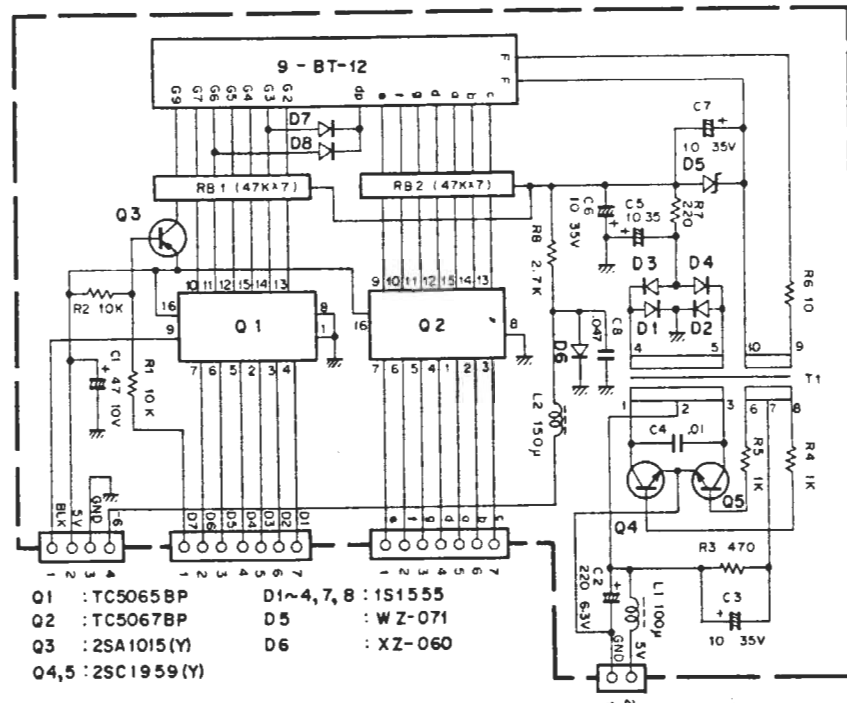 9-BT-12
F
F
G9 G7 G6 G5 G4 G3 G2 dp e f g d a b c
D7
D8
C7
10 35V
D5
RB1 (47K×7)
RB2 (47K×7)
Q3
C6
10 35V
C5
10 35
R7
220
R8 2.7K
D3 D4
R2 10K
16
9
10 11 12 15 14 13
Q1
8
1
7 6 5 2 3 4
9 10 11 12 15 14 13
16
Q2
8
7 6 5 4 1 2 3
D1 D2
R6 10
D6
C8
.047
4 5 10 9
T1
C1 47 10V
R1 10K
L2 150μ
1 2 3 6 7 8
C4 .01
R5 1K
R4 1K
Q4
Q5
BLK 5V GND -6
D7 D6 D5 D4 D3 D2 D1
e f g d a b c
R3 470
C2
220 6.3V
L1 100μ
C3
10 35V
1 2 3 4
1 2 3 4 5 6 7
1 2 3 4 5 6 7
GND 5V
Q1 : TC5065BP
Q2 : TC5067BP
Q3 : 2SA1015(Y)
Q4,5 : 2SC1959(Y)
D1~4,7,8 : 1S1555
D5 : WZ-071
D6 : XZ-060